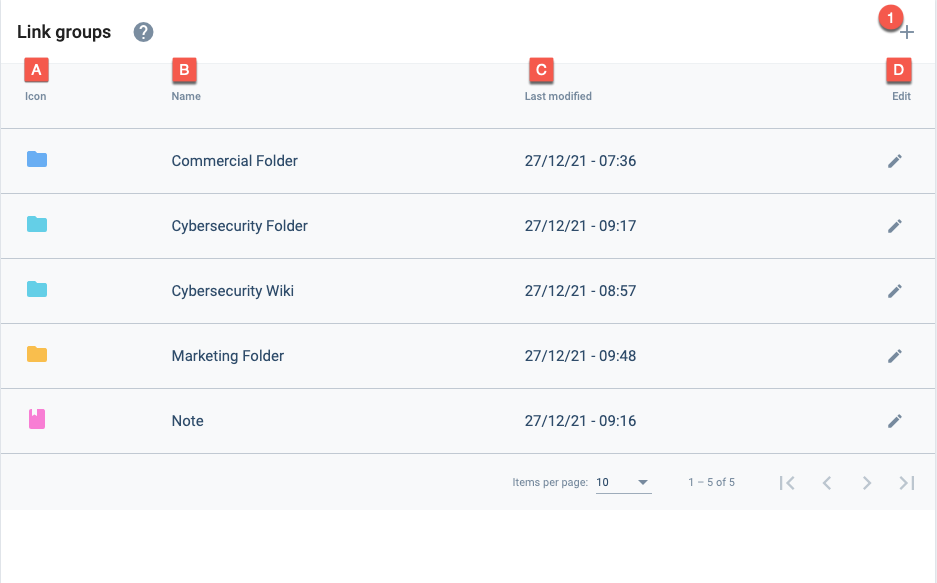 Link groups ? 1 +
A B C D
Icon Name Last modified Edit
Commercial Folder 27/12/21 - 07:36
Cybersecurity Folder 27/12/21 - 09:17
Cybersecurity Wiki 27/12/21 - 08:57
Marketing Folder 27/12/21 - 09:48
Note 27/12/21 - 09:16
Items per page: 10 1 – 5 of 5